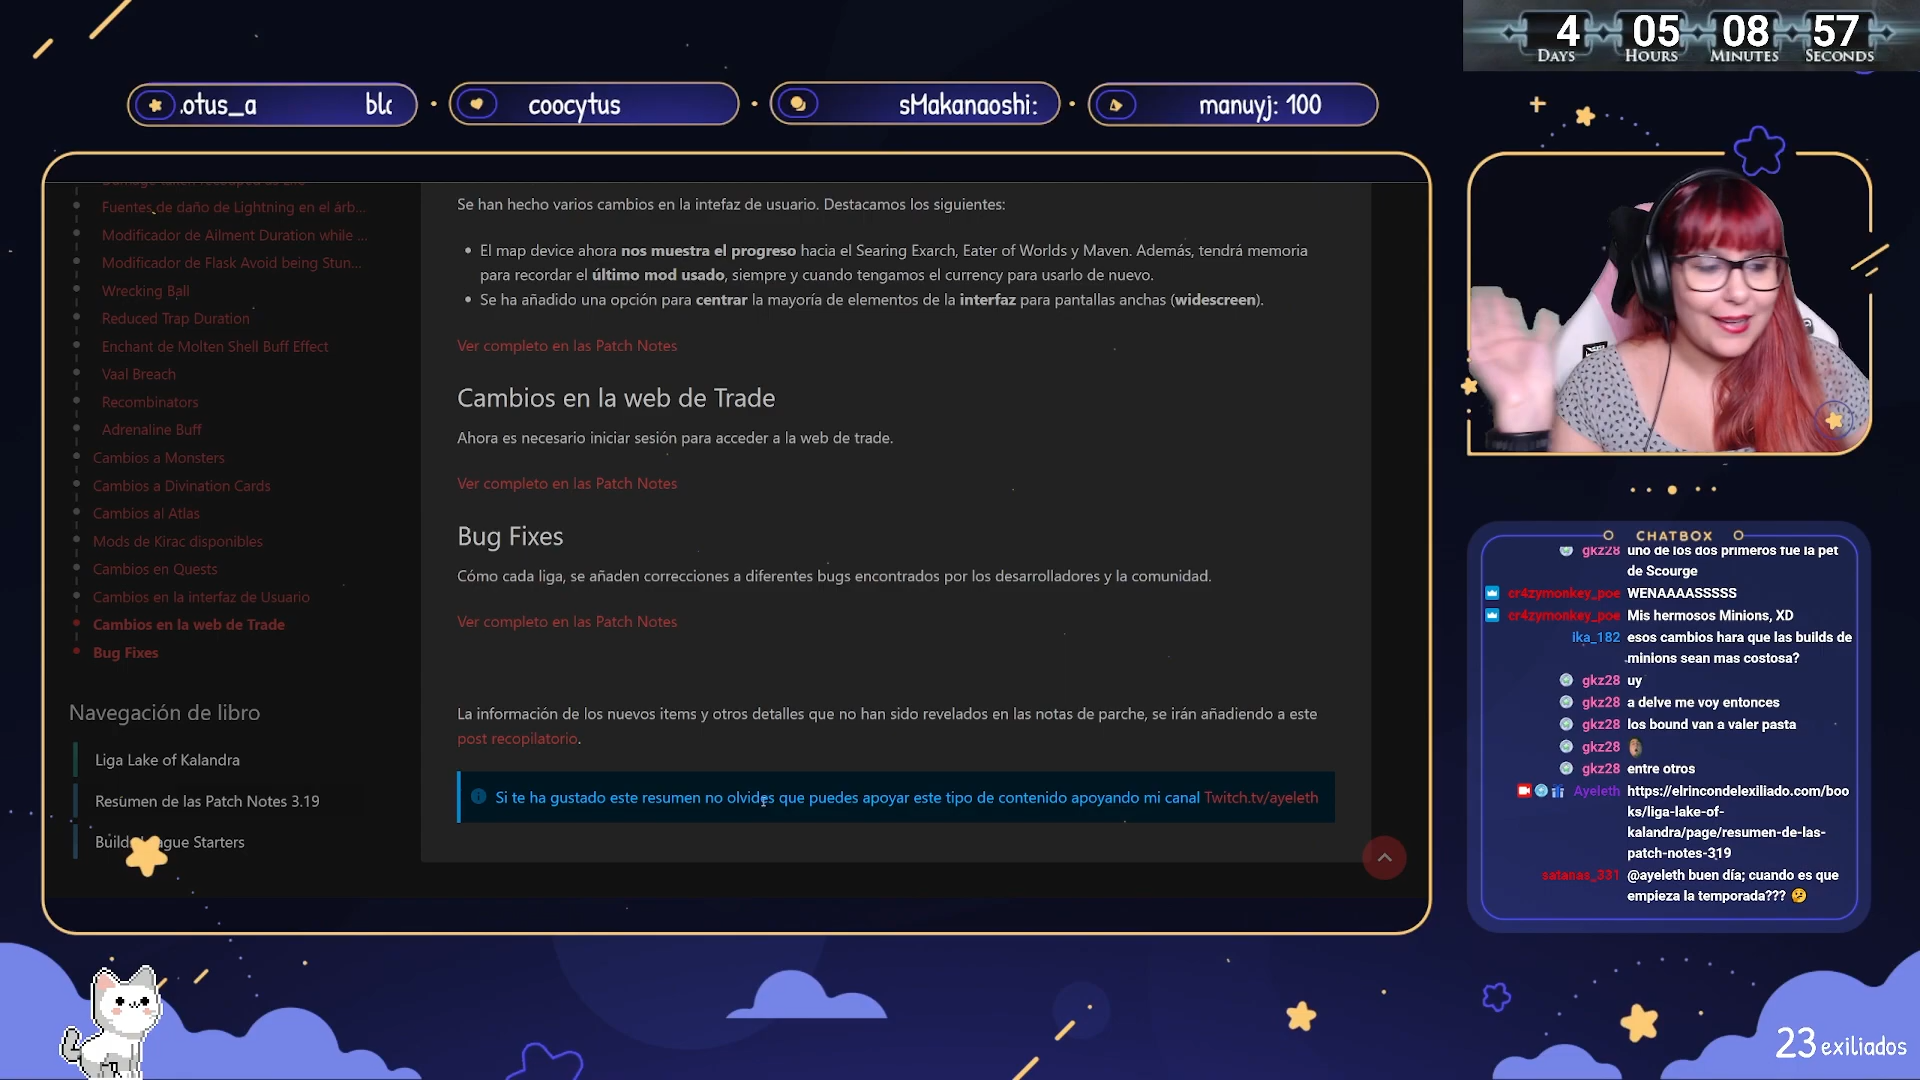 4 05 08 57
DAYS HOURS MINUTES SECONDS
.otus_a
coocytus
sMakanaoshi:
manuyj: 100
Fuentes de daño de Lightning en el árb...
Modificador de Ailment Duration while ...
Modificador de Flask Avoid being Stun...
Wrecking Ball
Reduced Trap Duration
Enchant de Molten Shell Buff Effect
Vaal Breach
Recombinators
Adrenaline Buff
Cambios a Monsters
Cambios a Divination Cards
Cambios al Atlas
Mods de Kirac disponibles
Cambios en Quests
Cambios en la interfaz de Usuario
Cambios en la web de Trade
Bug Fixes
Navegación de libro
Liga Lake of Kalandra
Resumen de las Patch Notes 3.19
Starters
Se han hecho varios cambios en la intefaz de usuario. Destacamos los siguientes:
El map device ahora nos muestra el progreso hacia el Searing Exarch, Eater of Worlds y Maven. Además, tendrá memoria
para recordar el último mod usado, siempre y cuando tengamos el currency para usarlo de nuevo.
Se ha añadido una opción para centrar la mayoría de elementos de la interfaz para pantallas anchas (widescreen).
Ver completo en las Patch Notes
Cambios en la web de Trade
Ahora es necesario iniciar sesión para acceder a la web de trade.
Ver completo en las Patch Notes
Bug Fixes
Cómo cada liga, se añaden correcciones a diferentes bugs encontrados por los desarrolladores y la comunidad.
Ver completo en las Patch Notes
La información de los nuevos items y otros detalles que no han sido revelados en las notas de parche, se irán añadiendo a este
post recopilatorio.
Si te ha gustado este resumen no olvides que puedes apoyar este tipo de contenido apoyando mi canal Twitch.tv/ayeleth
CHATBOX
gkz28 uno de los dos primeros fue la pet
de Scourge
cr4zymonkey_poe WENAAAASSSSS
cr4zymonkey_poe Mis hermosos Minions, XD
ika_182 esos cambios hara que las builds de
minions sean mas costosa?
gkz28 uy
gkz28 a delve me voy entonces
gkz28 los bound van a valer pasta
gkz28
gkz28 entre otros
Ayeleth https://elrincondelexiliado.com/boo
ks/liga-lake-of-
kalandra/page/resumen-de-las-
patch-notes-319
satanas_331 @ayeleth buen día; cuando es que
empieza la temporada??? 🤔
23 exiliados